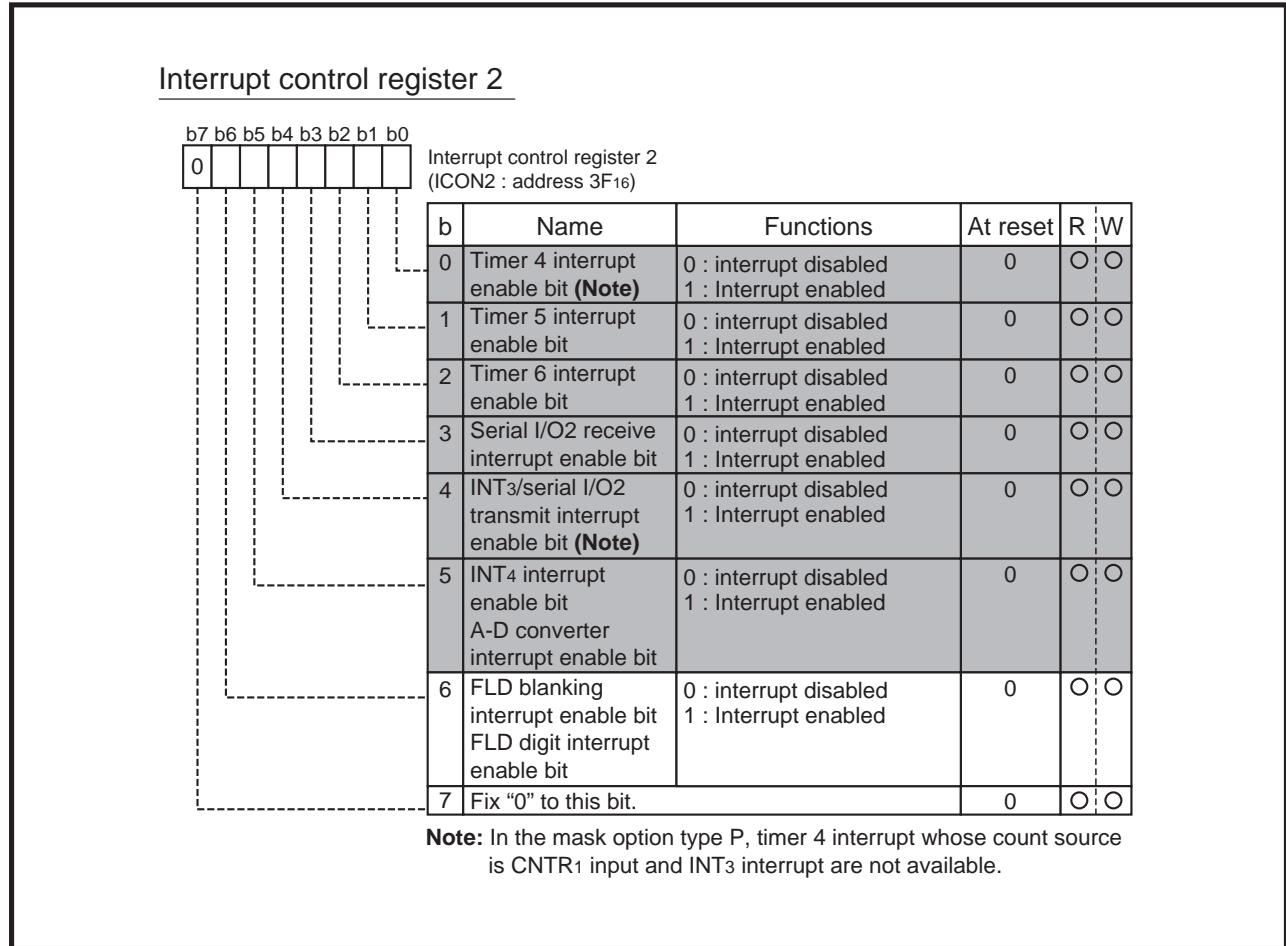 Interrupt control register 2
b7 b6 b5 b4 b3 b2 b1 b0
0
Interrupt control register 2
(ICON2 : address 3F16)
b Name Functions At reset R W
0 Timer 4 interrupt enable bit (Note) 0 : interrupt disabled 1 : Interrupt enabled 0 ○ ○
1 Timer 5 interrupt enable bit 0 : interrupt disabled 1 : Interrupt enabled 0 ○ ○
2 Timer 6 interrupt enable bit 0 : interrupt disabled 1 : Interrupt enabled 0 ○ ○
3 Serial I/O2 receive interrupt enable bit 0 : interrupt disabled 1 : Interrupt enabled 0 ○ ○
4 INT3/serial I/O2 transmit interrupt enable bit (Note) 0 : interrupt disabled 1 : Interrupt enabled 0 ○ ○
5 INT4 interrupt enable bit A-D converter interrupt enable bit 0 : interrupt disabled 1 : Interrupt enabled 0 ○ ○
6 FLD blanking interrupt enable bit FLD digit interrupt enable bit 0 : interrupt disabled 1 : Interrupt enabled 0 ○ ○
7 Fix “0” to this bit. 0 ○ ○
Note: In the mask option type P, timer 4 interrupt whose count source
is CNTR1 input and INT3 interrupt are not available.